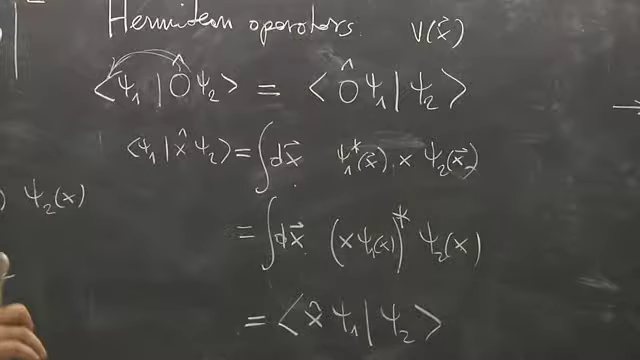 Hermitean operators. V(x⃗)
⟨ψ₁ | Ô ψ₂⟩ = ⟨Ô ψ₁ | ψ₂⟩
⟨ψ₁ | x̂ ψ₂⟩ = ∫ dx⃗ ψ₁*(x⃗) x ψ₂(x⃗)
) ψ₂(x)
= ∫ dx⃗ (x ψ₁(x))* ψ₂(x)
= ⟨x̂ ψ₁ | ψ₂⟩